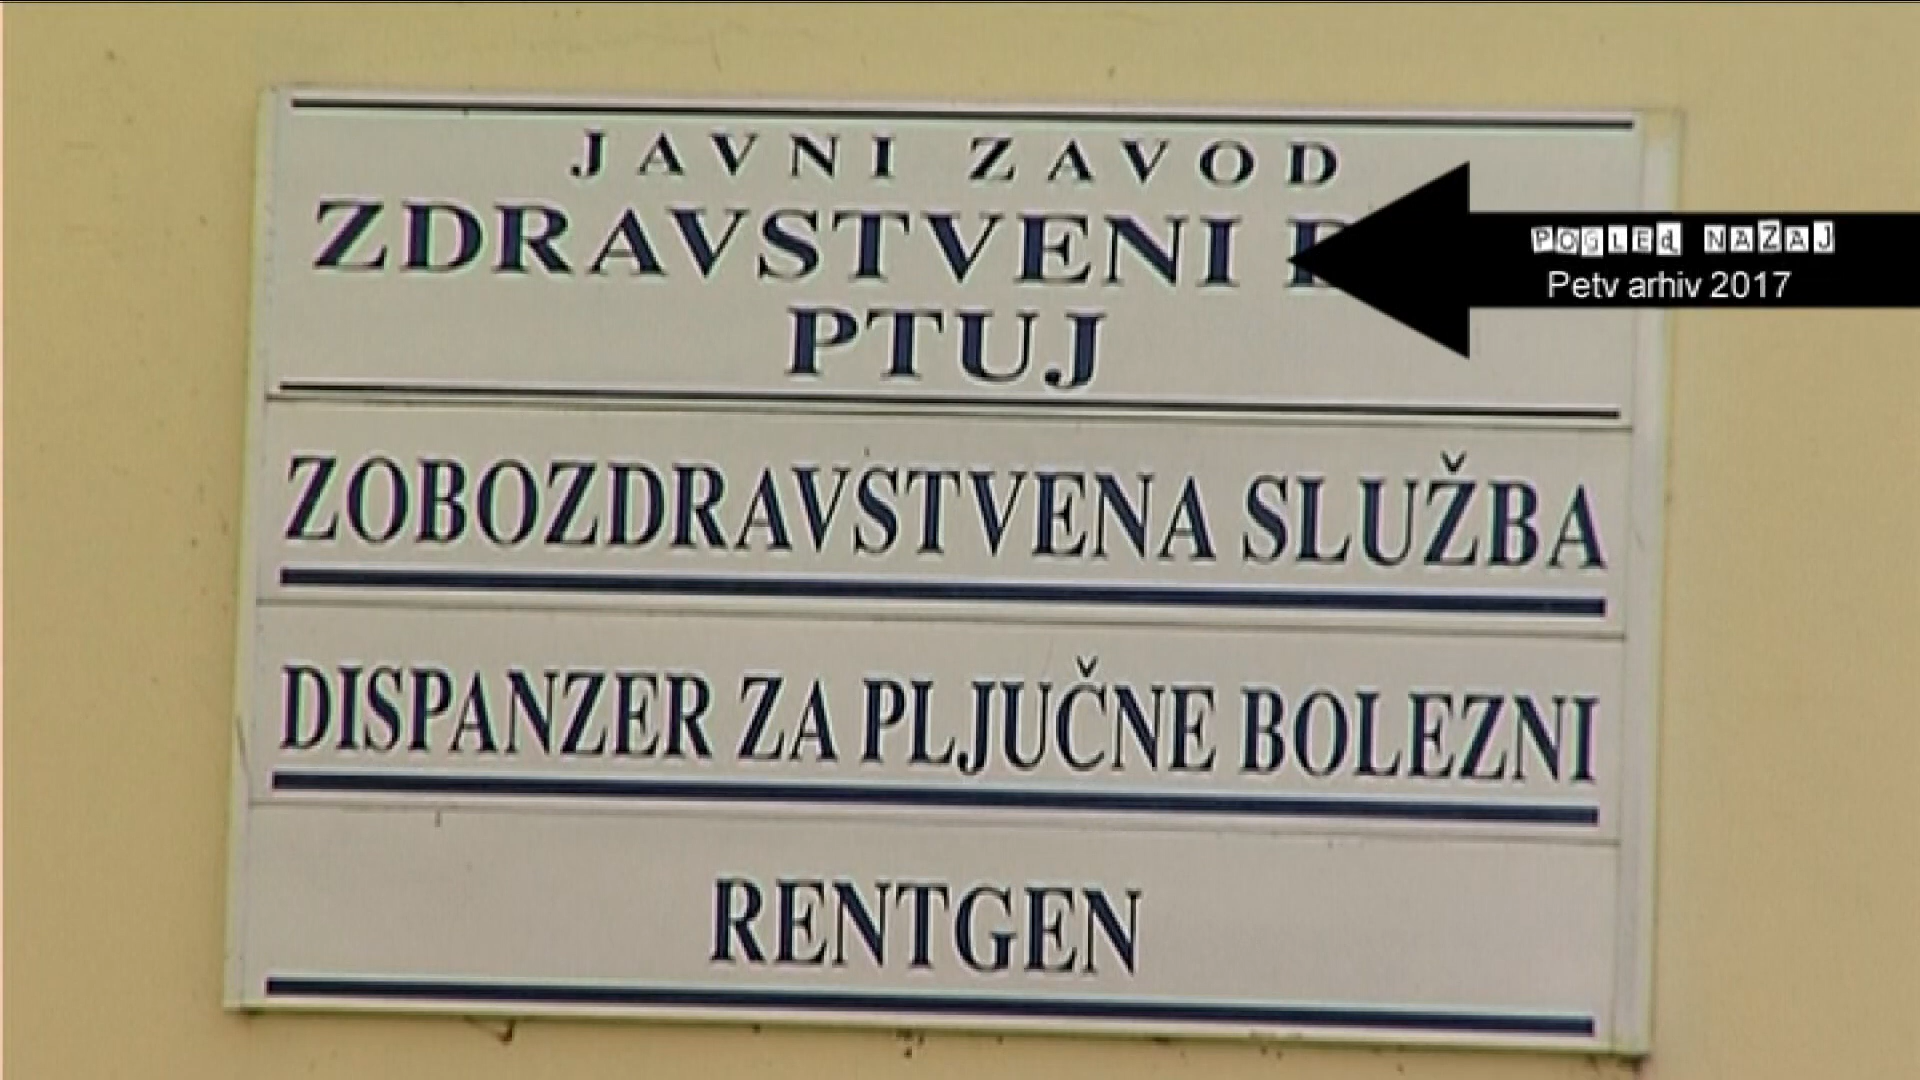 JAVNI ZAVOD
ZDRAVSTVENI
PTUJ
ZOBOZDRAVSTVENA SLUŽBA
DISPANZER ZA PLJUČNE BOLEZNI
RENTGEN
POGLEd NAZAJ
Petv arhiv 2017